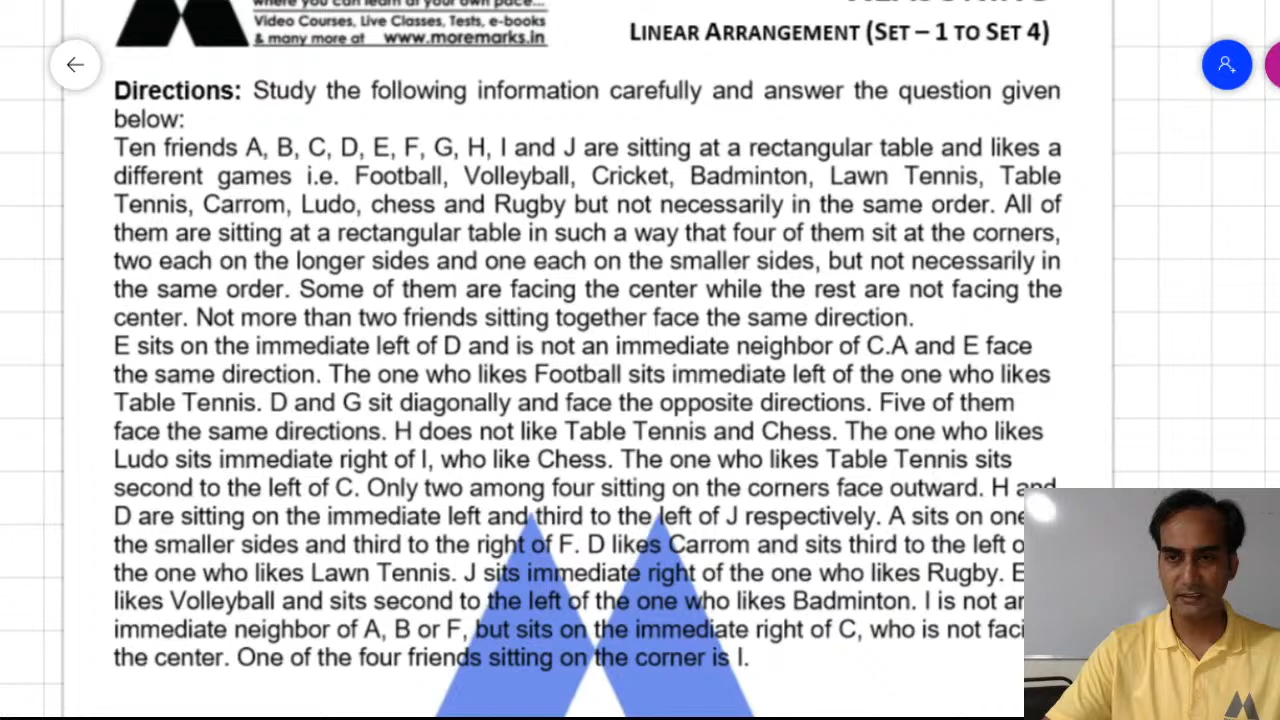 where you can learn at your own pace...
Video Courses, Live Classes, Tests, e-books
& many more at www.moremarks.in
REASONING
LINEAR ARRANGEMENT (SET – 1 TO SET 4)
Directions: Study the following information carefully and answer the question given
below:
Ten friends A, B, C, D, E, F, G, H, I and J are sitting at a rectangular table and likes a
different games i.e. Football, Volleyball, Cricket, Badminton, Lawn Tennis, Table
Tennis, Carrom, Ludo, chess and Rugby but not necessarily in the same order. All of
them are sitting at a rectangular table in such a way that four of them sit at the corners,
two each on the longer sides and one each on the smaller sides, but not necessarily in
the same order. Some of them are facing the center while the rest are not facing the
center. Not more than two friends sitting together face the same direction.
E sits on the immediate left of D and is not an immediate neighbor of C.A and E face
the same direction. The one who likes Football sits immediate left of the one who likes
Table Tennis. D and G sit diagonally and face the opposite directions. Five of them
face the same directions. H does not like Table Tennis and Chess. The one who likes
Ludo sits immediate right of I, who like Chess. The one who likes Table Tennis sits
second to the left of C. Only two among four sitting on the corners face outward. H and
D are sitting on the immediate left and third to the left of J respectively. A sits on one
the smaller sides and third to the right of F. D likes Carrom and sits third to the left o
the one who likes Lawn Tennis. J sits immediate right of the one who likes Rugby. E
likes Volleyball and sits second to the left of the one who likes Badminton. I is not an
immediate neighbor of A, B or F, but sits on the immediate right of C, who is not faci
the center. One of the four friends sitting on the corner is I.